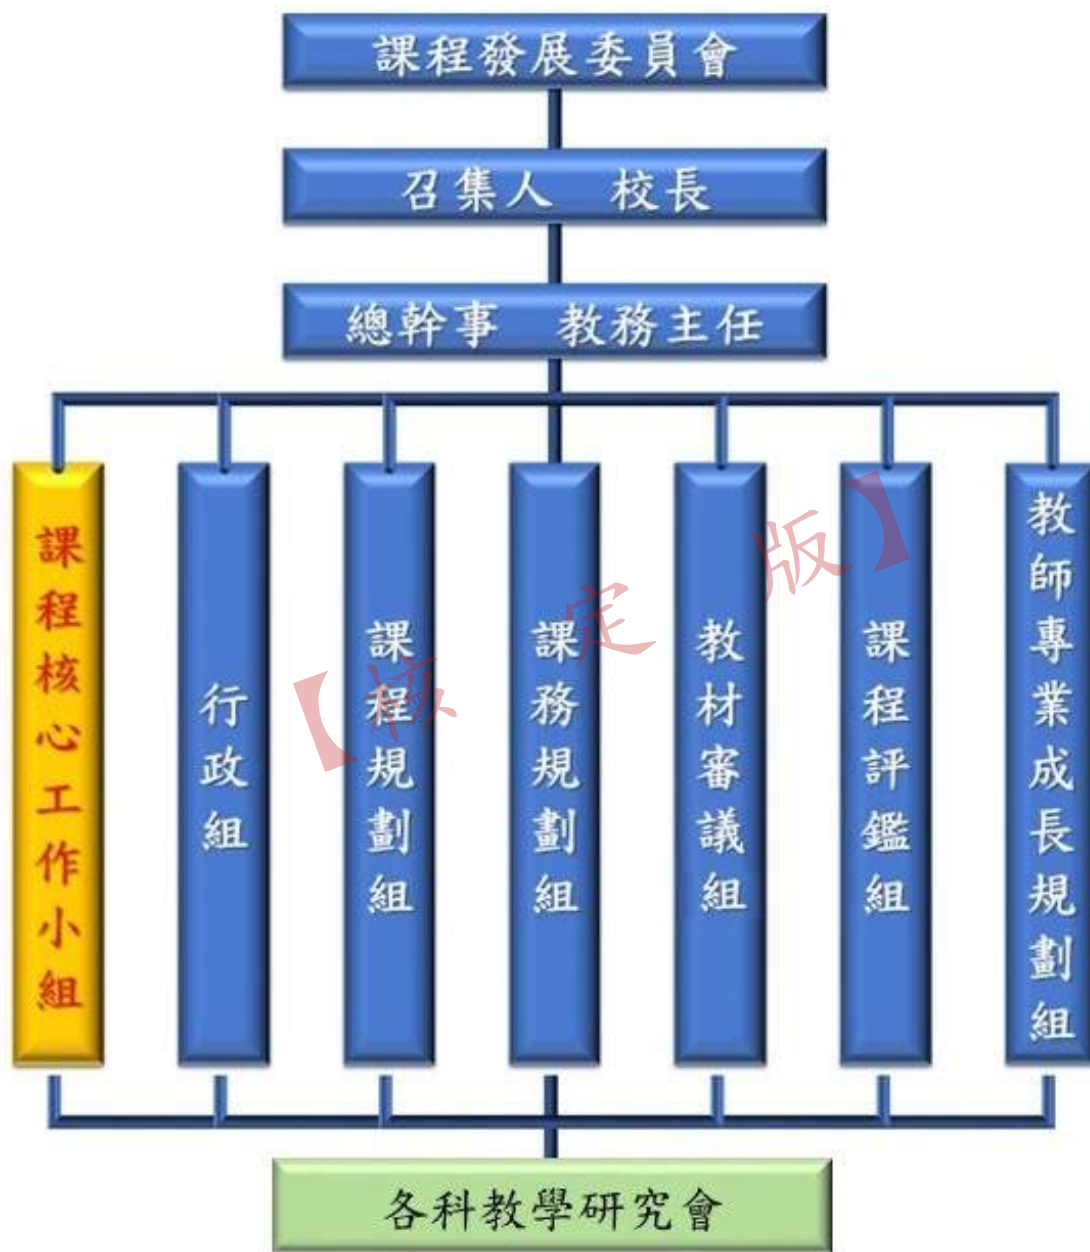 課程發展委員會
召集人　校長
總幹事　教務主任
課程核心工作小組
行政組
課程規劃組
課務規劃組
教材審議組
課程評鑑組
教師專業成長規劃組
【核定版】
各科教學研究會